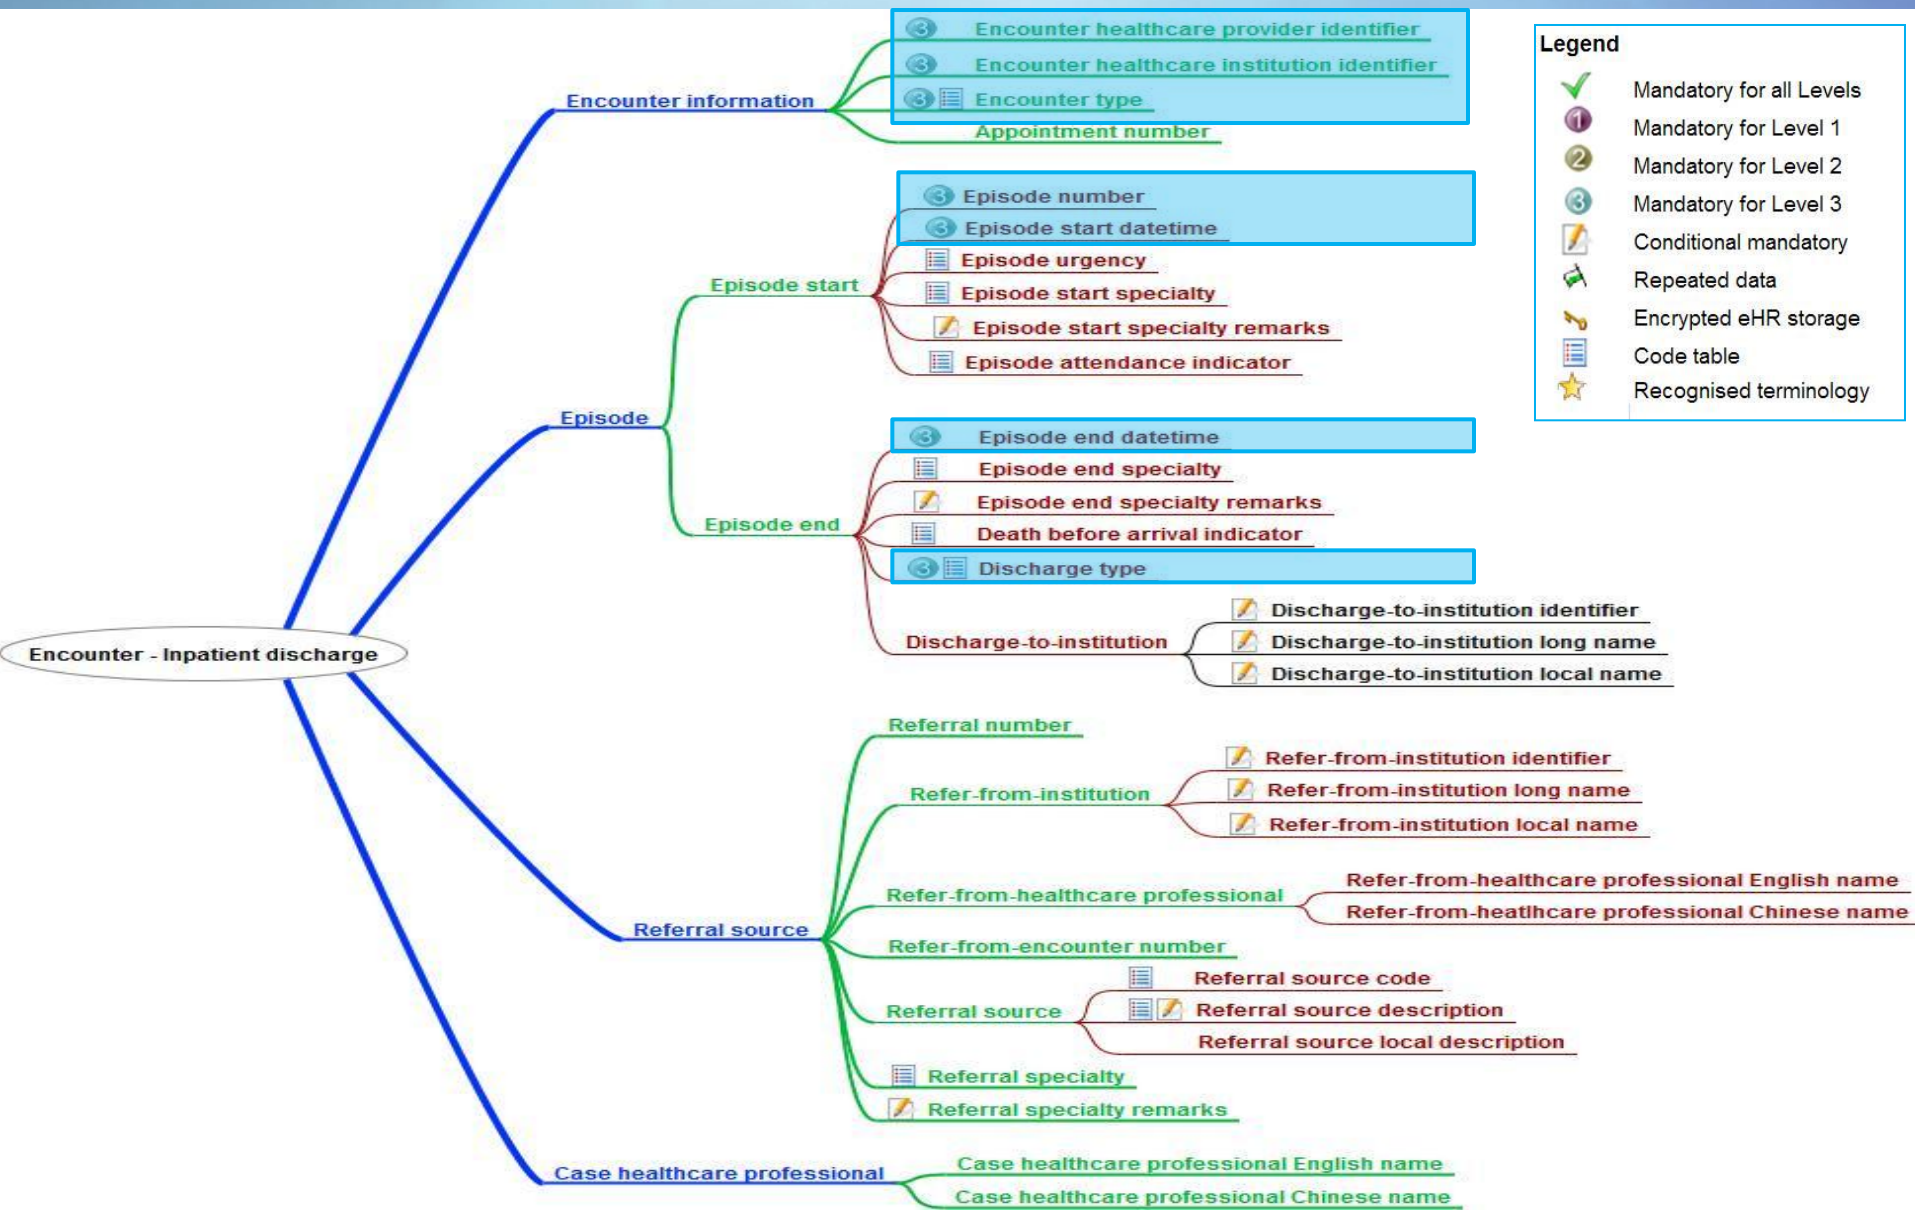 Encounter healthcare provider identifier
Encounter healthcare institution identifier
Encounter type
Appointment number
Encounter information
Episode number
Episode start datetime
Episode urgency
Episode start specialty
Episode start specialty remarks
Episode attendance indicator
Episode start
Episode
Episode end datetime
Episode end specialty
Episode end specialty remarks
Death before arrival indicator
Discharge type
Episode end
Discharge-to-institution
Discharge-to-institution identifier
Discharge-to-institution long name
Discharge-to-institution local name
Encounter - Inpatient discharge
Referral number
Refer-from-institution
Refer-from-institution identifier
Refer-from-institution long name
Refer-from-institution local name
Refer-from-healthcare professional
Refer-from-healthcare professional English name
Refer-from-heatlhcare professional Chinese name
Referral source
Refer-from-encounter number
Referral source
Referral source code
Referral source description
Referral source local description
Referral specialty
Referral specialty remarks
Case healthcare professional
Case healthcare professional English name
Case healthcare professional Chinese name
Legend
Mandatory for all Levels
1 Mandatory for Level 1
2 Mandatory for Level 2
3 Mandatory for Level 3
Conditional mandatory
Repeated data
Encrypted eHR storage
Code table
Recognised terminology